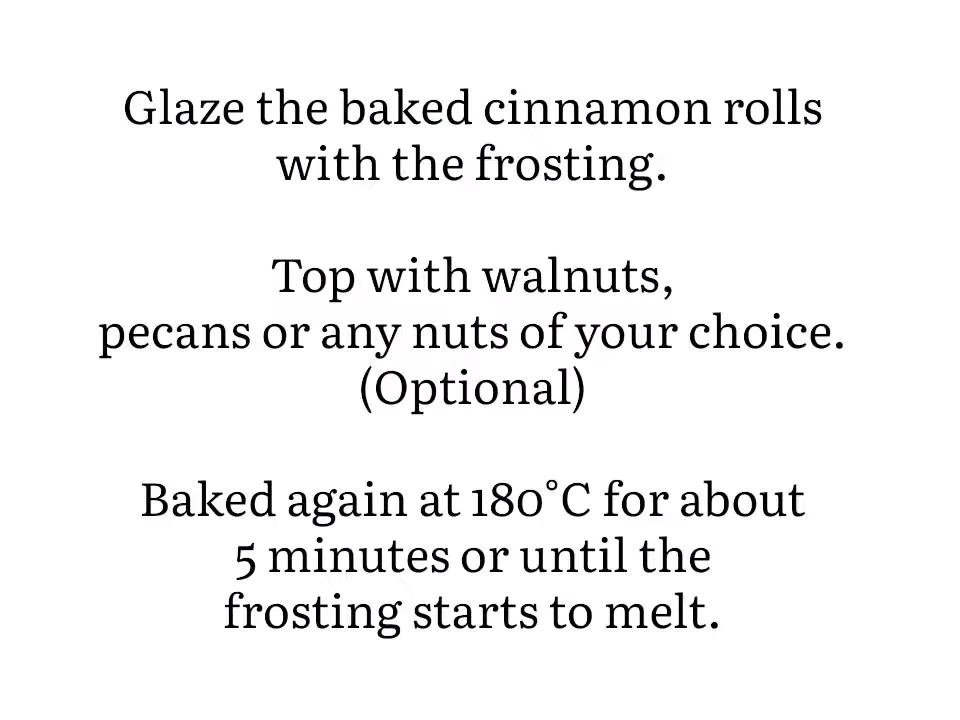 Glaze the baked cinnamon rolls
with the frosting.
Top with walnuts,
pecans or any nuts of your choice.
(Optional)
Baked again at 180°C for about
5 minutes or until the
frosting starts to melt.